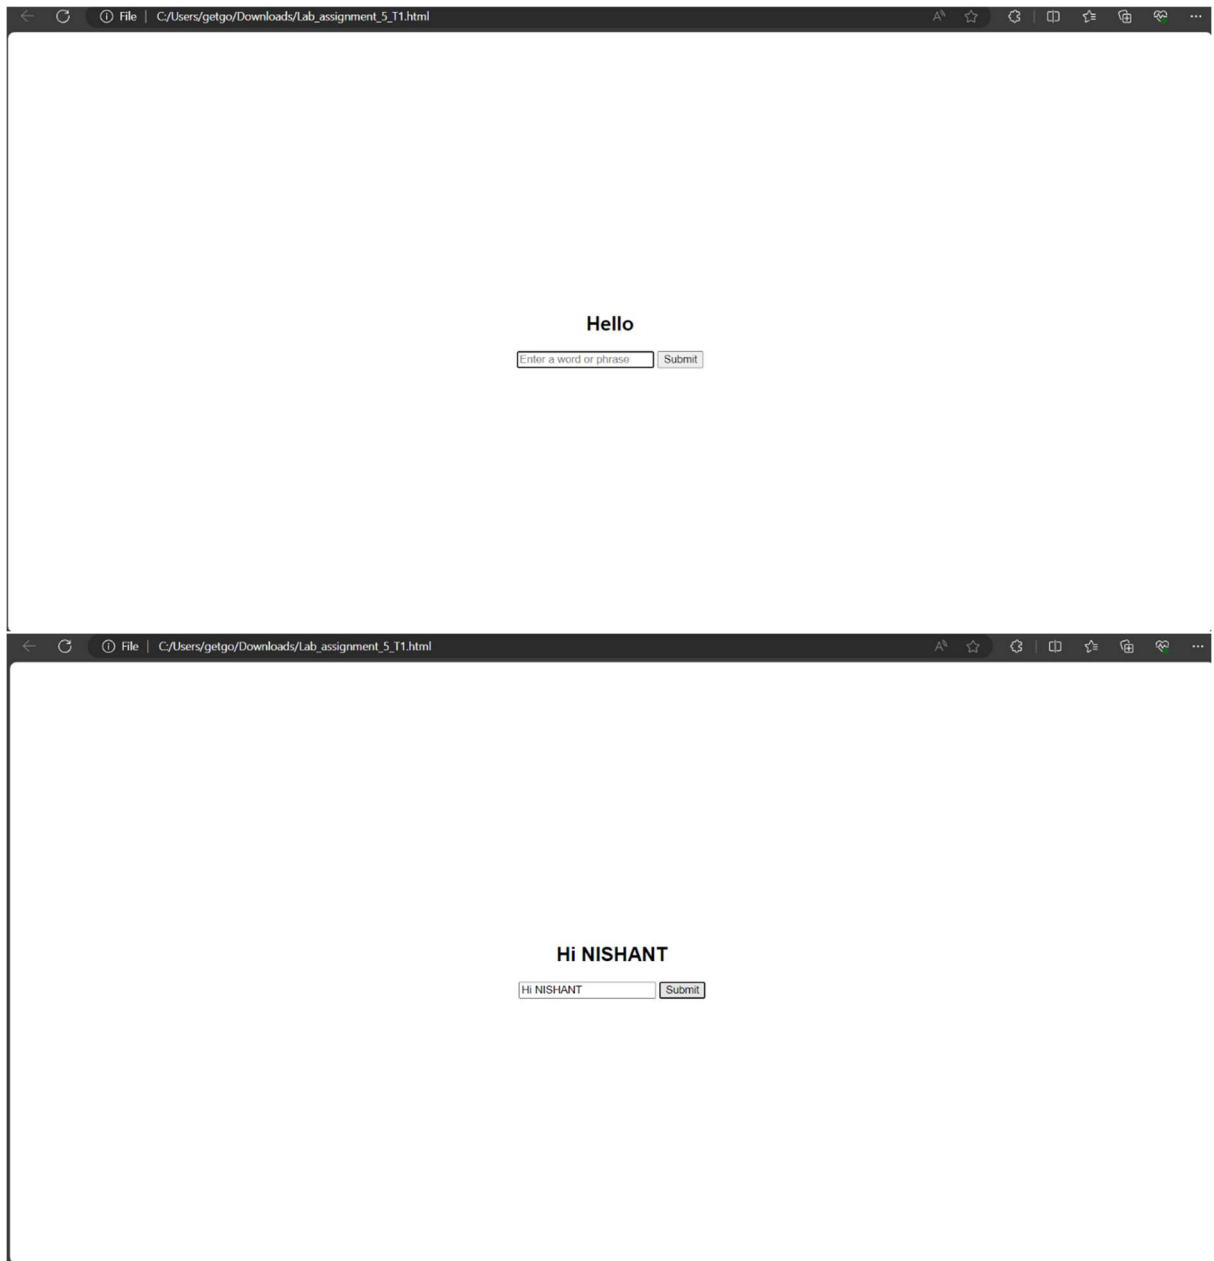 File | C:/Users/getgo/Downloads/Lab_assignment_5_T1.html
Hello
Enter a word or phrase Submit
File | C:/Users/getgo/Downloads/Lab_assignment_5_T1.html
Hi NISHANT
Hi NISHANT Submit